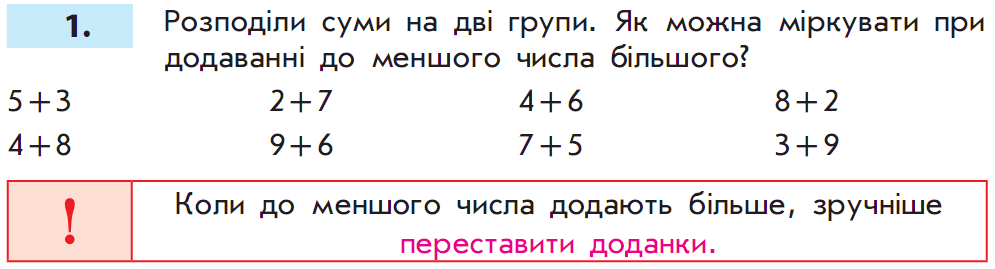 1. Розподіли суми на дві групи. Як можна міркувати при
додаванні до меншого числа більшого?
5+3 2+7 4+6 8+2
4+8 9+6 7+5 3+9
! Коли до меншого числа додають більше, зручніше
переставити доданки.